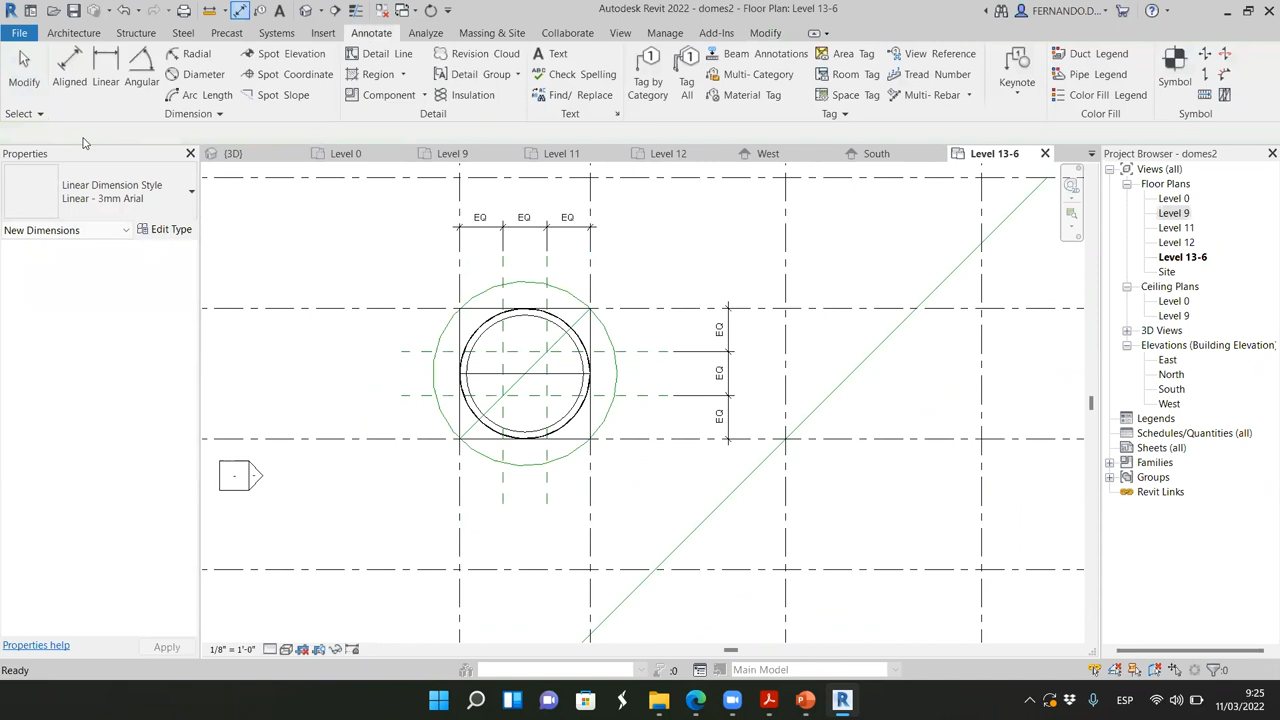 Autodesk Revit 2022 - domes2 - Floor Plan: Level 13-6
FERNANDO.D...
File Architecture Structure Steel Precast Systems Insert Annotate Analyze Massing & Site Collaborate View Manage Add-Ins Modify
Modify Aligned Linear Angular
Radial
Diameter
Arc Length
Spot Elevation
Spot Coordinate
Spot Slope
Detail Line
Region
Component
Revision Cloud
Detail Group
Insulation
Text
Check Spelling
Find/ Replace
Tag by Category
Tag All
Beam Annotations
Multi- Category
Material Tag
Area Tag
Room Tag
Space Tag
View Reference
Tread Number
Multi- Rebar
Keynote
Duct Legend
Pipe Legend
Color Fill Legend
Symbol
Select Dimension Detail Text Tag Color Fill Symbol
Properties
{3D} Level 0 Level 9 Level 11 Level 12 West South Level 13-6
Project Browser - domes2
Linear Dimension Style
Linear - 3mm Arial
New Dimensions
Edit Type
EQ EQ EQ
EQ
EQ
EQ
Views (all)
Floor Plans
Level 0
Level 9
Level 11
Level 12
Level 13-6
Site
Ceiling Plans
Level 0
Level 9
3D Views
Elevations (Building Elevation)
East
North
South
West
Legends
Schedules/Quantities (all)
Sheets (all)
Families
Groups
Revit Links
Properties help
Apply
1/8" = 1'-0"
Ready
:0
Main Model
:0
ESP
9:25
11/03/2022